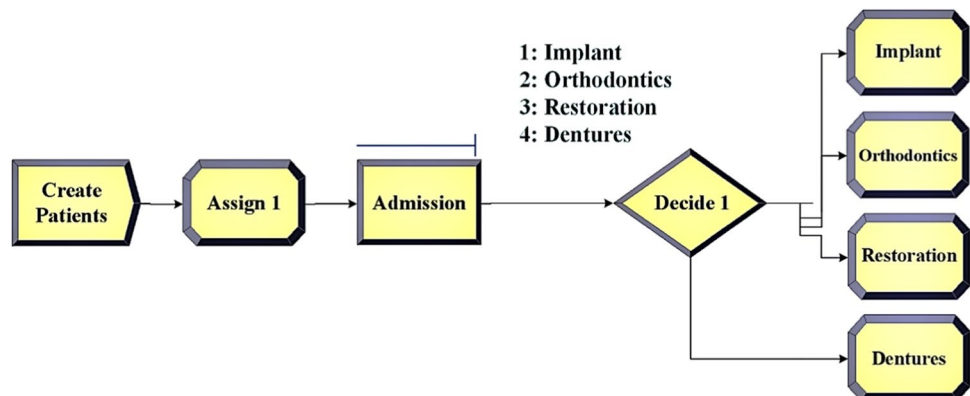 1: Implant
2: Orthodontics
3: Restoration
4: Dentures
Create
Patients
Assign 1
Admission
Decide 1
Implant
Orthodontics
Restoration
Dentures